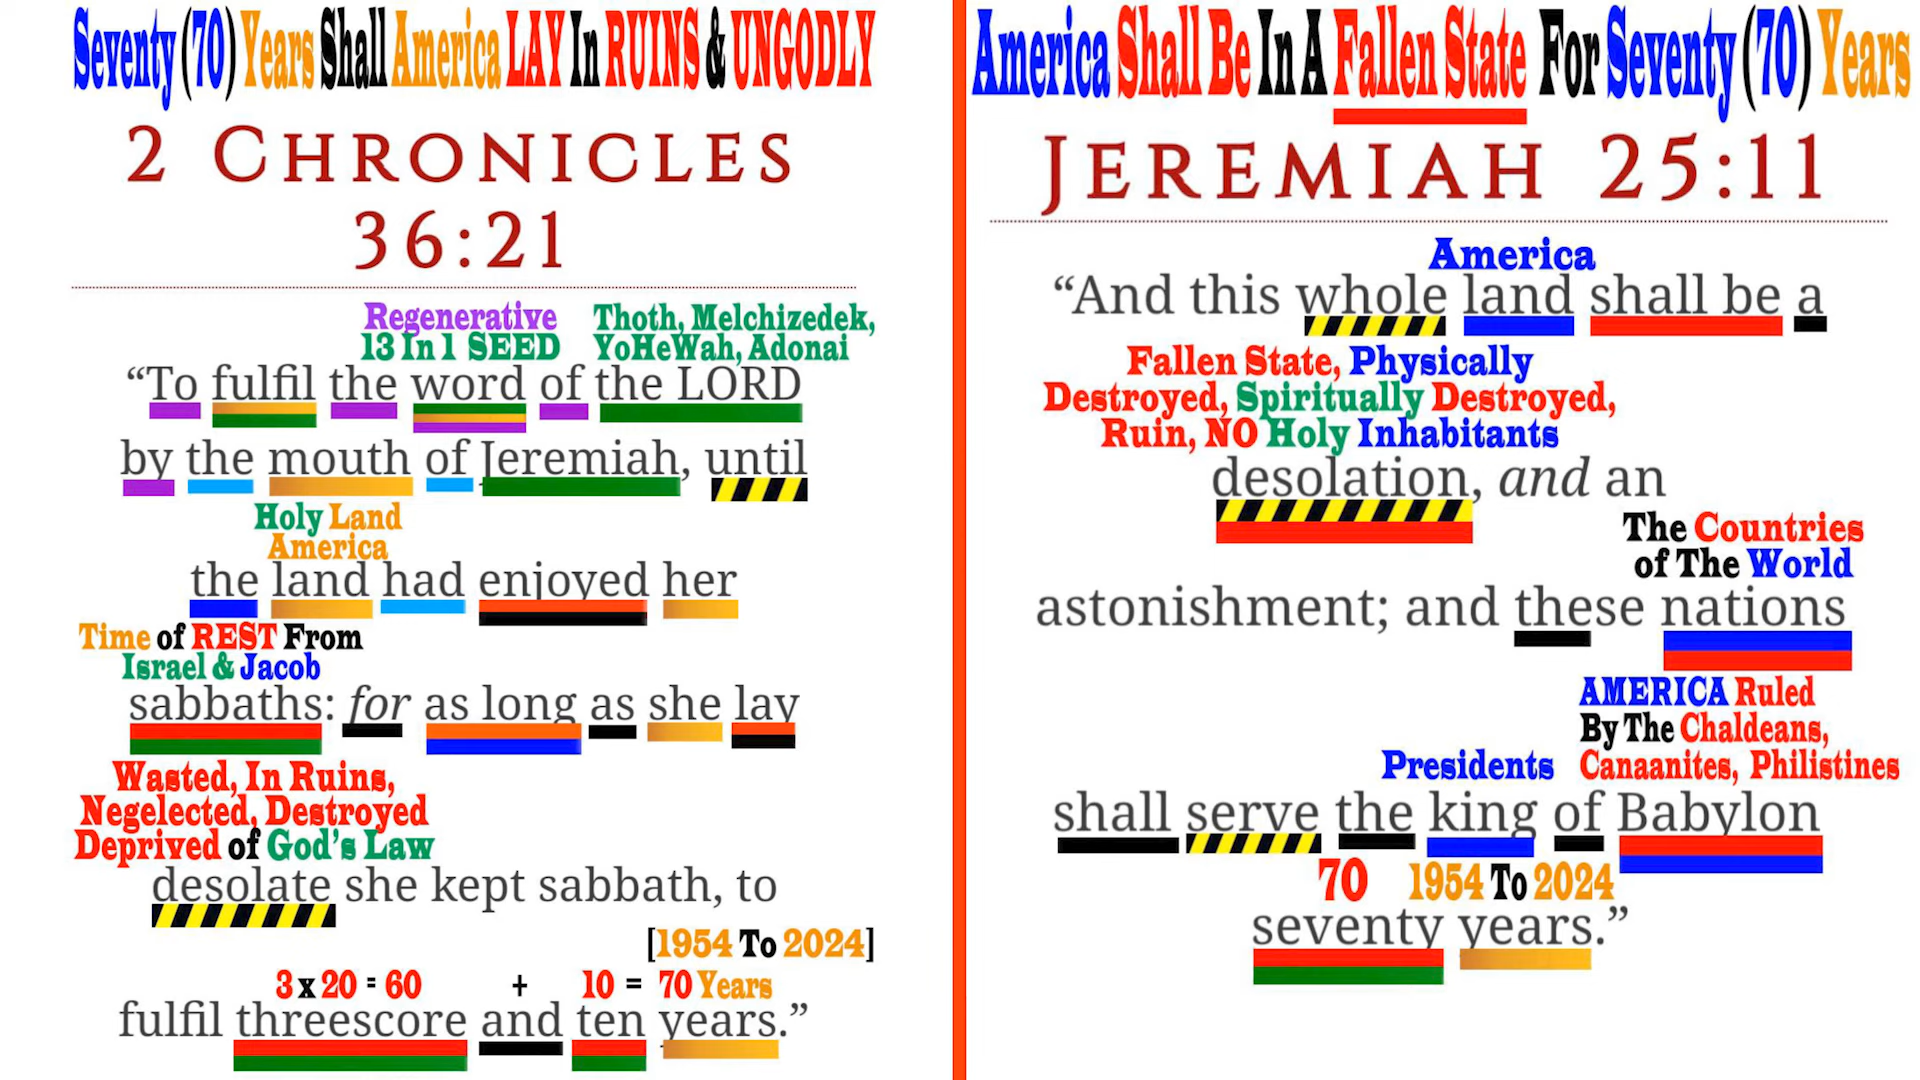 Seventy (70) Years Shall America LAY In RUINS & UNGODLY
2 CHRONICLES
36:21
Regenerative
13 In 1 SEED
Thoth, Melchizedek,
YoHeWah, Adonai
“To fulfil the word of the LORD
by the mouth of Jeremiah, until
Holy Land
America
the land had enjoyed her
Time of REST From
Israel & Jacob
sabbaths: for as long as she lay
Wasted, In Ruins,
Negelected, Destroyed
Deprived of God's Law
desolate she kept sabbath, to
[1954 To 2024]
3 x 20 = 60 + 10 = 70 Years
fulfil threescore and ten years.”
America Shall Be In A Fallen State For Seventy (70) Years
JEREMIAH 25:11
America
“And this whole land shall be a
Fallen State, Physically
Destroyed, Spiritually Destroyed,
Ruin, NO Holy Inhabitants
desolation, and an
The Countries
of The World
astonishment; and these nations
AMERICA Ruled
By The Chaldeans,
Presidents Canaanites, Philistines
shall serve the king of Babylon
70 1954 To 2024
seventy years.”